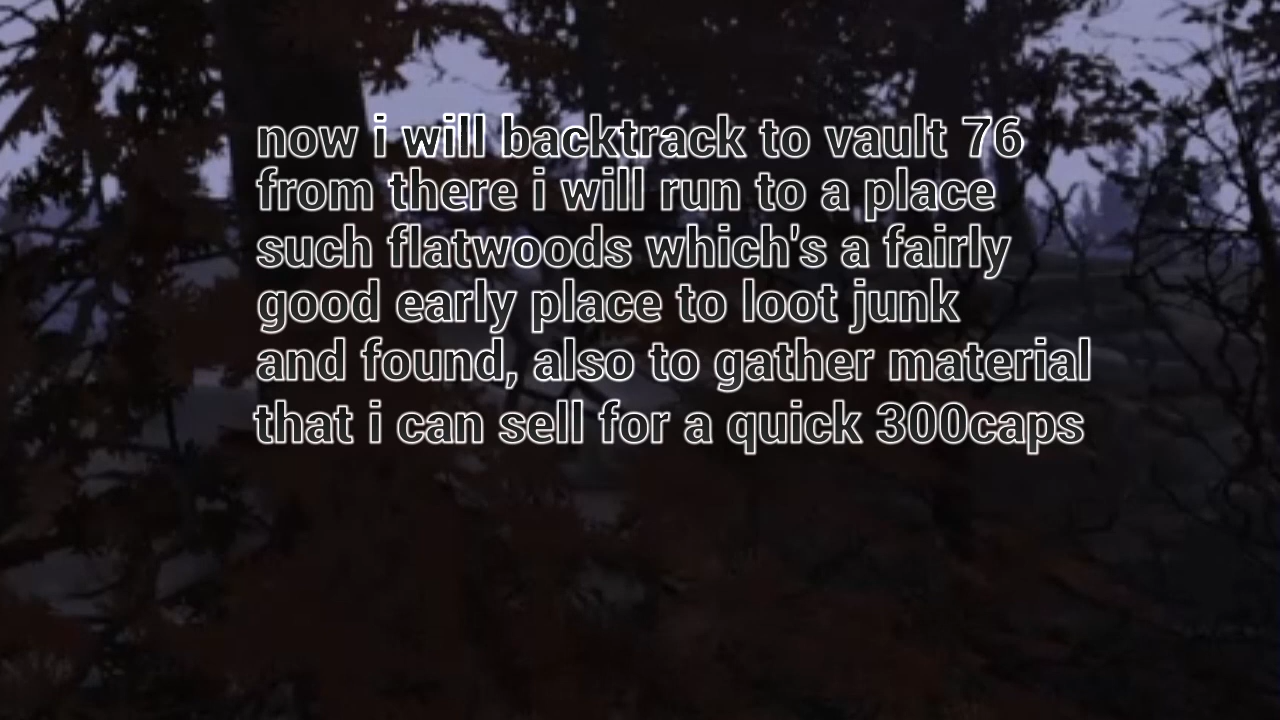 now i will backtrack to vault 76
from there i will run to a place
such flatwoods which's a fairly
good early place to loot junk
and found, also to gather material
that i can sell for a quick 300caps